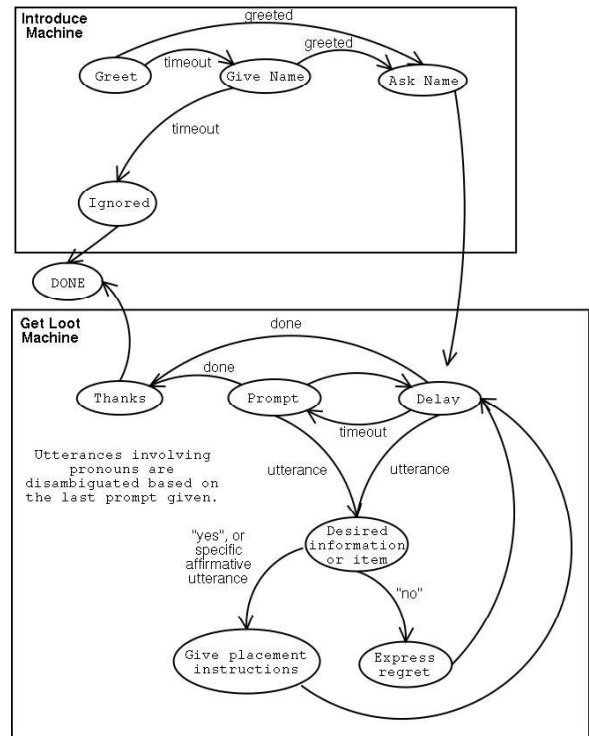 Introduce
Machine
greeted
greeted
timeout
Greet
Give Name
Ask Name
timeout
Ignored
DONE
Get Loot
Machine
done
done
Thanks
Prompt
Delay
timeout
Utterances involving
pronouns are
disambiguated based on
the last prompt given.
utterance
utterance
"yes", or
specific
affirmative
utterance
Desired
information
or item
"no"
Give placement
instructions
Express
regret